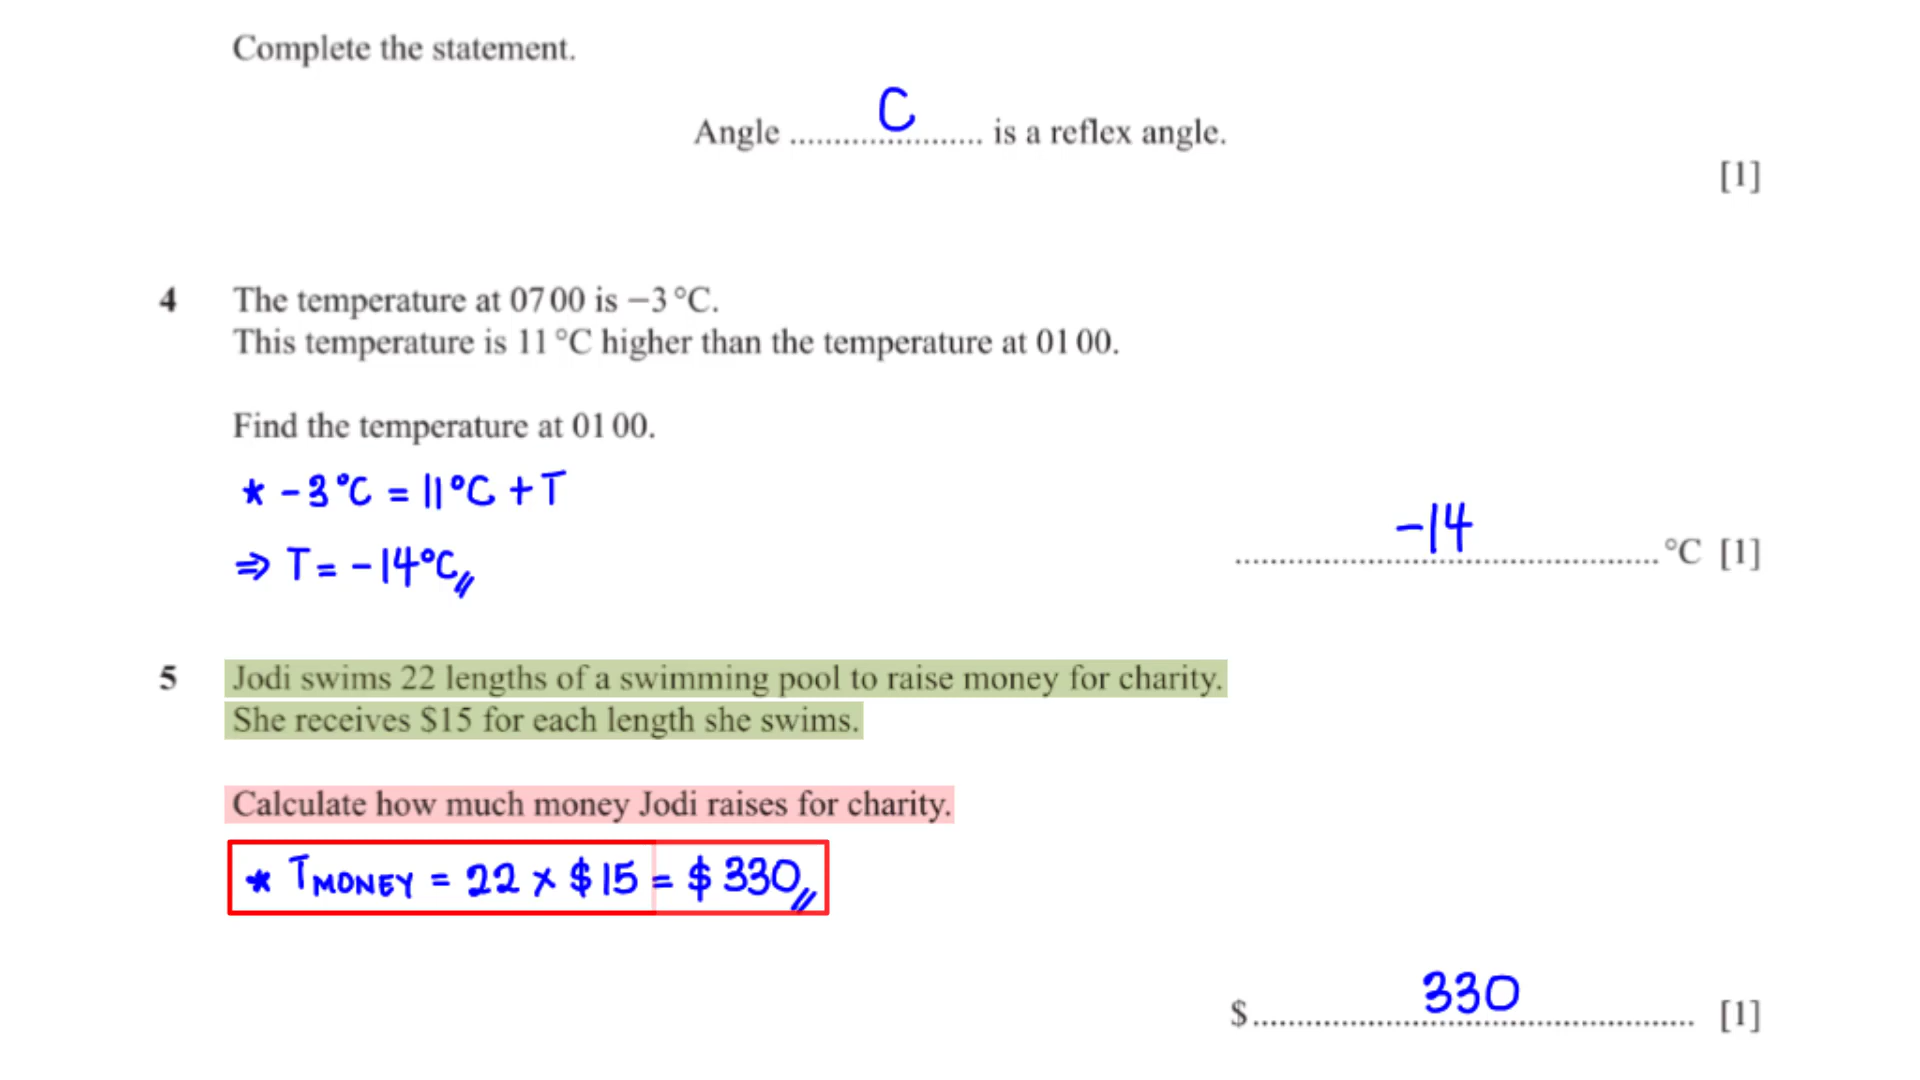 Complete the statement.
Angle ...................... is a reflex angle.
C
[1]
4 The temperature at 07 00 is −3 °C.
This temperature is 11 °C higher than the temperature at 01 00.
Find the temperature at 01 00.
* -3°C = 11°C + T
⇒ T = -14°C//
-14
................................................ °C [1]
5 Jodi swims 22 lengths of a swimming pool to raise money for charity.
She receives $15 for each length she swims.
Calculate how much money Jodi raises for charity.
* TMONEY = 22 × $15 = $330//
330
$.................................................. [1]